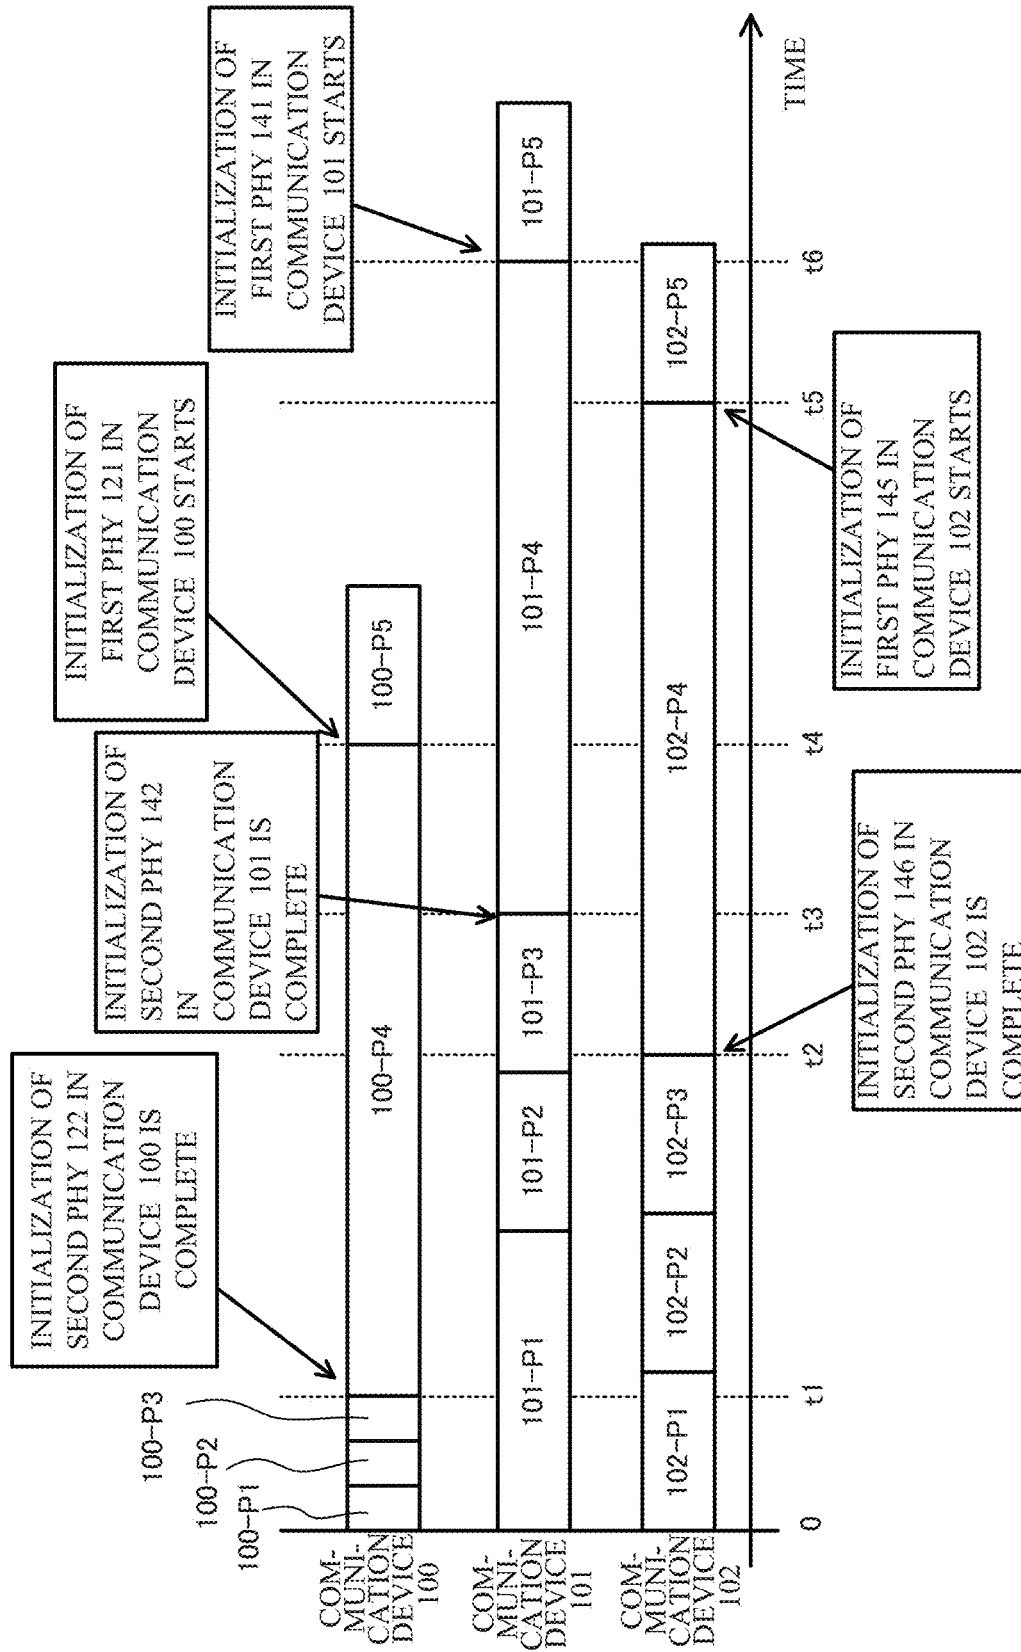 INITIALIZATION OF
SECOND PHY 122 IN
COMMUNICATION
DEVICE 100 IS
COMPLETE
INITIALIZATION OF
SECOND PHY 142
IN
COMMUNICATION
DEVICE 101 IS
COMPLETE
INITIALIZATION OF
FIRST PHY 121 IN
COMMUNICATION
DEVICE 100 STARTS
INITIALIZATION OF
FIRST PHY 141 IN
COMMUNICATION
DEVICE 101 STARTS
100-P1
100-P2
100-P3
COM-
MUNI-
CATION
DEVICE
100
100-P4
100-P5
COM-
MUNI-
CATION
DEVICE
101
101-P1
101-P2
101-P3
101-P4
101-P5
COM-
MUNI-
CATION
DEVICE
102
102-P1
102-P2
102-P3
102-P4
102-P5
0
t1
t2
t3
t4
t5
t6
TIME
INITIALIZATION OF
SECOND PHY 146 IN
COMMUNICATION
DEVICE 102 IS
COMPLETE
INITIALIZATION OF
FIRST PHY 145 IN
COMMUNICATION
DEVICE 102 STARTS